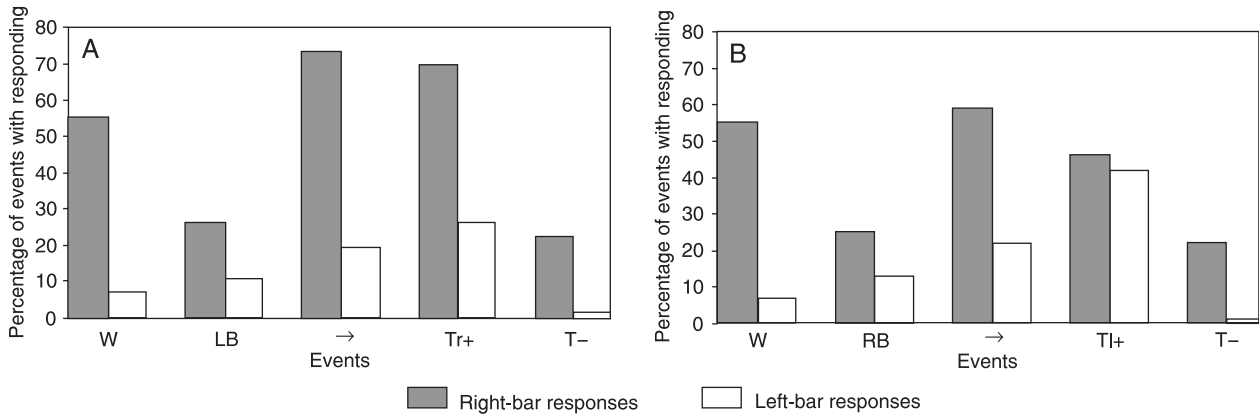 Percentage of events with responding
80
70
60
50
40
30
20
10
0
A
W LB → Tr+ T–
Events
Percentage of events with responding
80
70
60
50
40
30
20
10
0
B
W RB → Tl+ T–
Events
Right-bar responses Left-bar responses